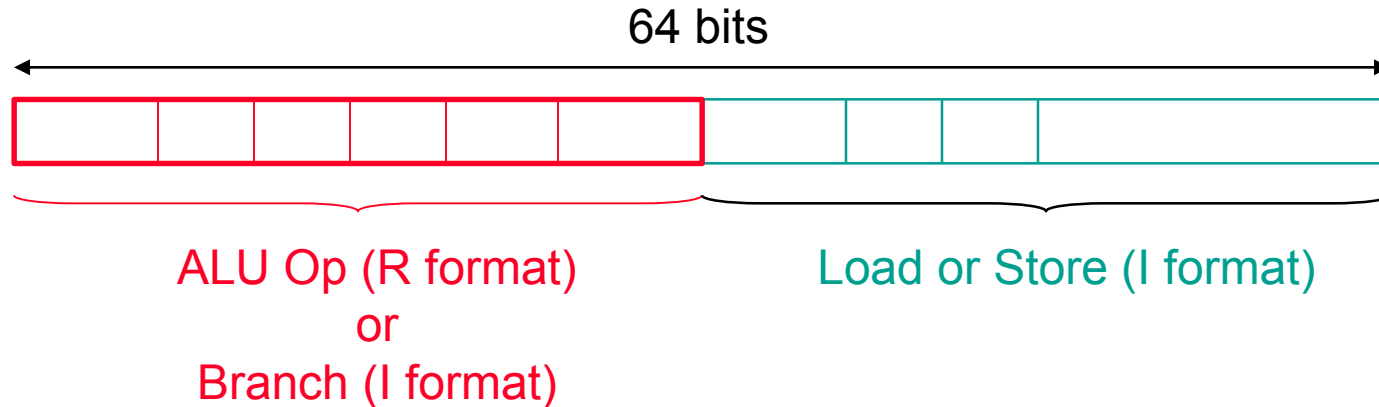 64 bits
ALU Op (R format)
or
Branch (I format)
Load or Store (I format)